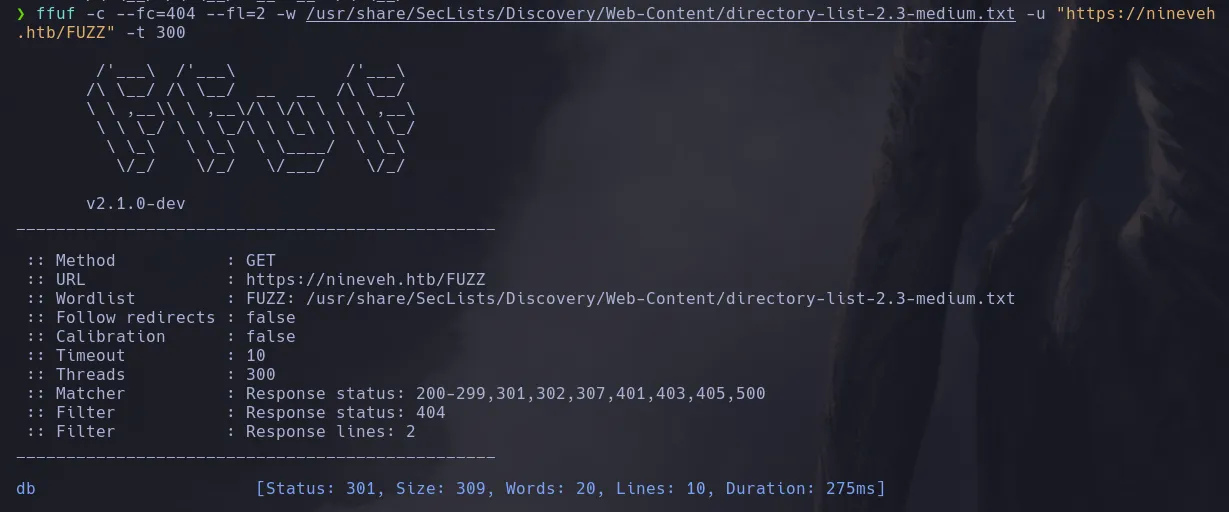 ❯ ffuf -c --fc=404 --fl=2 -w /usr/share/SecLists/Discovery/Web-Content/directory-list-2.3-medium.txt -u "https://nineveh
.htb/FUZZ" -t 300
        /'___\  /'___\           /'___\
       /\ \__/ /\ \__/  __  __  /\ \__/
       \ \ ,__\\ \ ,__\/\ \/\ \ \ \ ,__\
        \ \ \_/ \ \ \_/\ \ \_\ \ \ \ \_/
         \ \_\   \ \_\  \ \____/  \ \_\
          \/_/    \/_/   \/___/    \/_/
       v2.1.0-dev
________________________________________________
 :: Method           : GET
 :: URL              : https://nineveh.htb/FUZZ
 :: Wordlist         : FUZZ: /usr/share/SecLists/Discovery/Web-Content/directory-list-2.3-medium.txt
 :: Follow redirects : false
 :: Calibration      : false
 :: Timeout          : 10
 :: Threads          : 300
 :: Matcher          : Response status: 200-299,301,302,307,401,403,405,500
 :: Filter           : Response status: 404
 :: Filter           : Response lines: 2
________________________________________________
db                      [Status: 301, Size: 309, Words: 20, Lines: 10, Duration: 275ms]